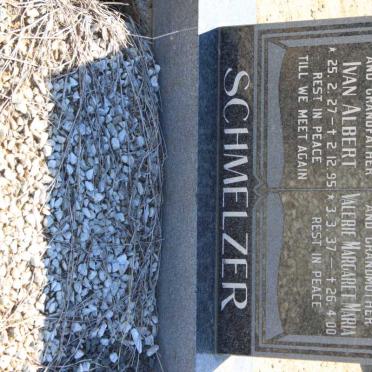 AND GRANDFATHER
IVAN ALBERT
* 25.2.27 - † 2.12.95
REST IN PEACE
TILL WE MEET AGAIN
AND GRANDMOTHER
VALERIE MARGARET MARIA
* 3.3.37 - † 26.4.00
REST IN PEACE
SCHMELZER